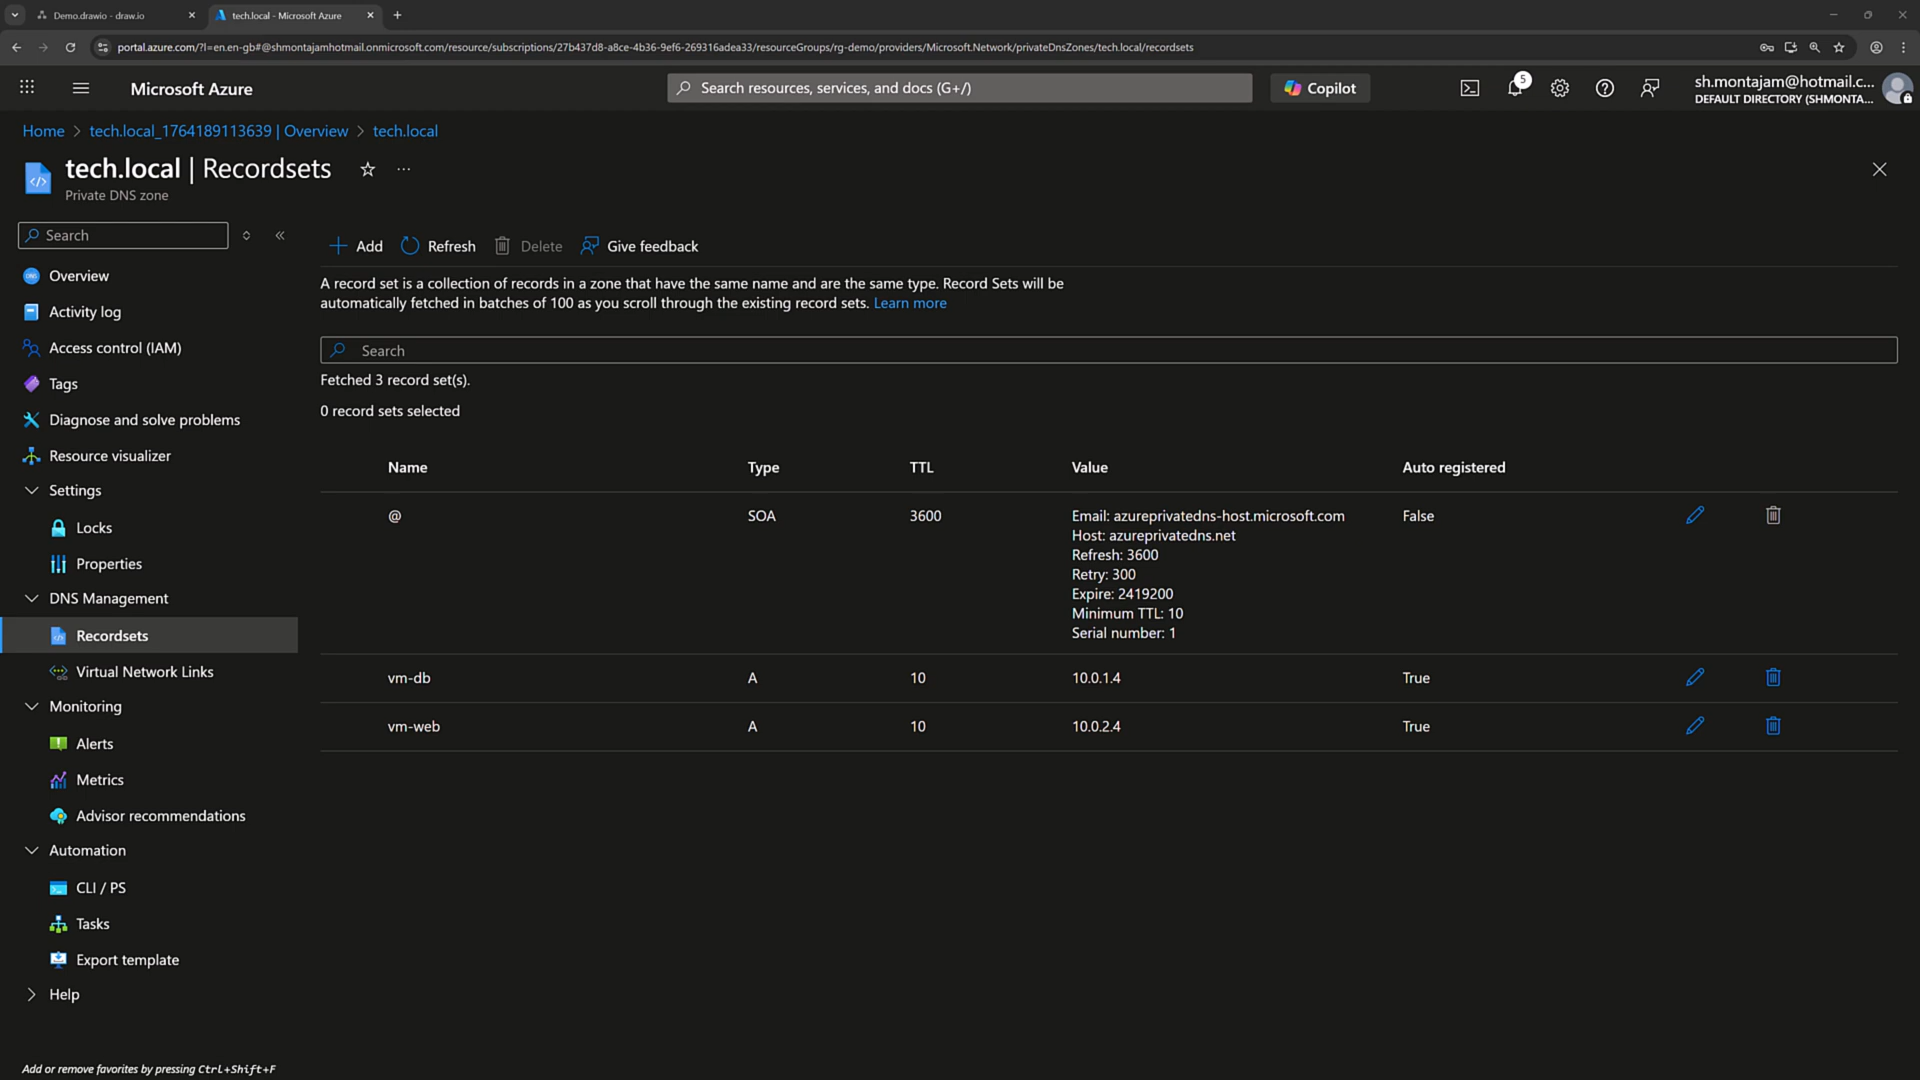 Demo.drawio - draw.io
tech.local - Microsoft Azure
portal.azure.com/?l=en.en-gb#@shmontajamhotmail.onmicrosoft.com/resource/subscriptions/27b437d8-a8ce-4b36-9ef6-269316adea33/resourceGroups/rg-demo/providers/Microsoft.Network/privateDnsZones/tech.local/recordsets
Microsoft Azure
Search resources, services, and docs (G+/)
Copilot
5
sh.montajam@hotmail.c...
DEFAULT DIRECTORY (SHMONTA...
Home > tech.local_1764189113639 | Overview > tech.local
tech.local | Recordsets
Private DNS zone
Search
Add
Refresh
Delete
Give feedback
A record set is a collection of records in a zone that have the same name and are the same type. Record Sets will be
automatically fetched in batches of 100 as you scroll through the existing record sets. Learn more
Search
Fetched 3 record set(s).
0 record sets selected
Name Type TTL Value Auto registered
@ SOA 3600 Email: azureprivatedns-host.microsoft.com False
Host: azureprivatedns.net
Refresh: 3600
Retry: 300
Expire: 2419200
Minimum TTL: 10
Serial number: 1
vm-db A 10 10.0.1.4 True
vm-web A 10 10.0.2.4 True
Overview
Activity log
Access control (IAM)
Tags
Diagnose and solve problems
Resource visualizer
Settings
Locks
Properties
DNS Management
Recordsets
Virtual Network Links
Monitoring
Alerts
Metrics
Advisor recommendations
Automation
CLI / PS
Tasks
Export template
Help
Add or remove favorites by pressing Ctrl+Shift+F